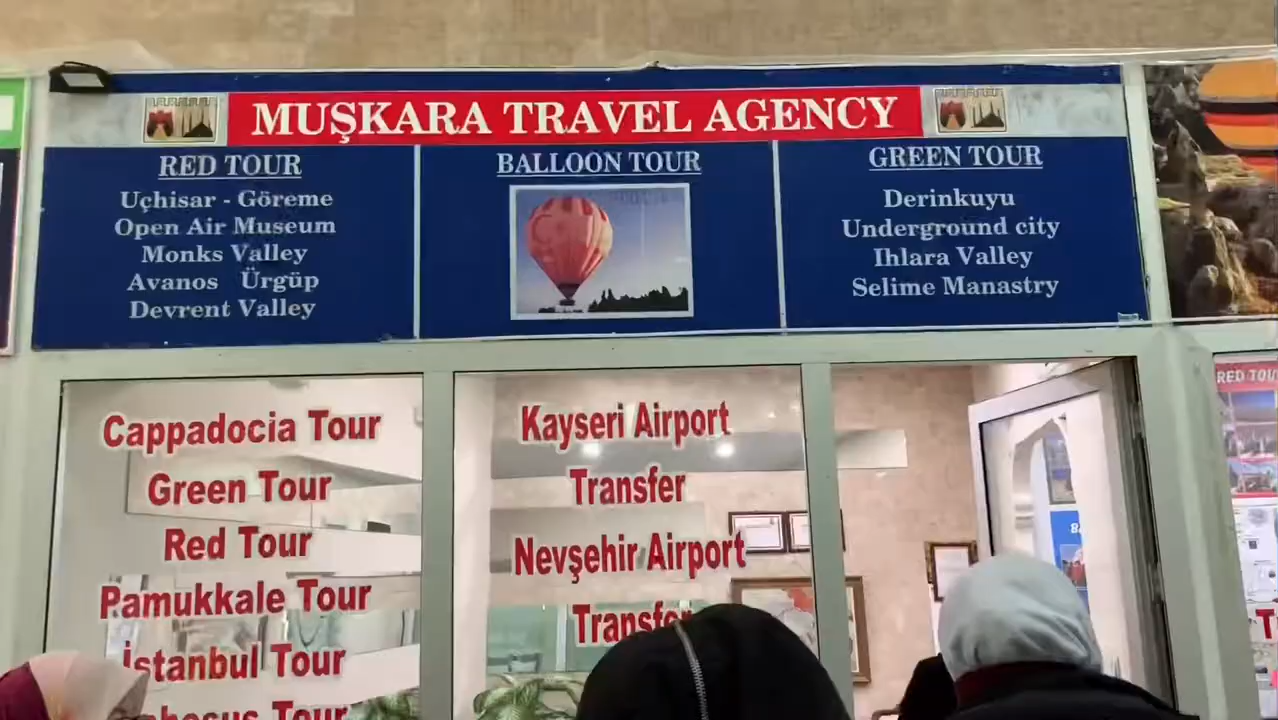 MUŞKARA TRAVEL AGENCY
RED TOUR
Uçhisar - Göreme
Open Air Museum
Monks Valley
Avanos Ürgüp
Devrent Valley
BALLOON TOUR
GREEN TOUR
Derinkuyu
Underground city
Ihlara Valley
Selime Manastry
Cappadocia Tour
Green Tour
Red Tour
Pamukkale Tour
İstanbul Tour
Tour
Kayseri Airport
Transfer
Nevşehir Airport
Transfer
RED TOU